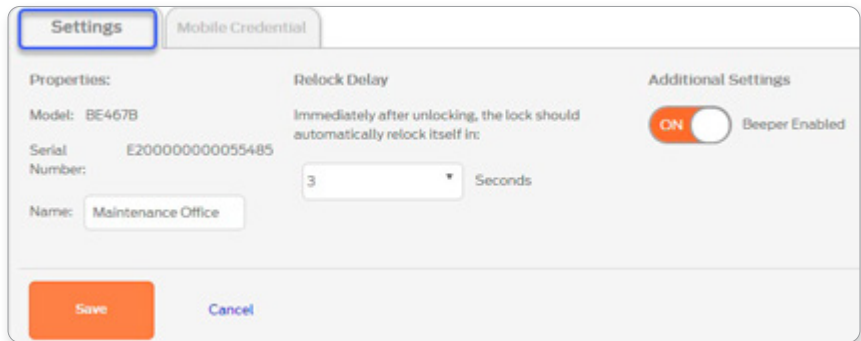 Settings
Mobile Credential
Properties:
Model: BE467B
Serial Number: E200000000055485
Name: Maintenance Office
Relock Delay
Immediately after unlocking, the lock should
automatically relock itself in:
3 Seconds
Additional Settings
ON Beeper Enabled
Save
Cancel